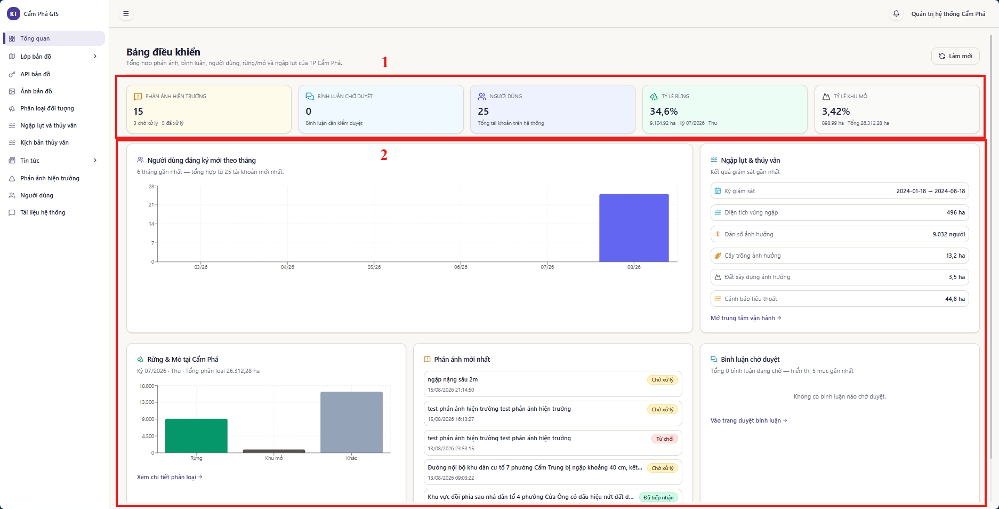 KT Cẩm Phả GIS
Quản trị hệ thống Cẩm Phả
Tổng quan
Lớp bản đồ
API bản đồ
Ảnh bản đồ
Phân loại đối tượng
Ngập lụt và thủy văn
Kịch bản thủy văn
Tin tức
Phản ánh hiện trường
Người dùng
Tài liệu hệ thống
Bảng điều khiển
Tổng hợp phản ánh, bình luận, người dùng, rừng/mỏ và ngập lụt của TP Cẩm Phả.
Làm mới
1
PHẢN ÁNH HIỆN TRƯỜNG
15
3 chờ xử lý · 5 đã xử lý
BÌNH LUẬN CHỜ DUYỆT
0
Bình luận cần kiểm duyệt
NGƯỜI DÙNG
25
Tổng tài khoản trên hệ thống
TỶ LỆ RỪNG
34,6%
9.104,92 ha · Kỳ 07/2026 · Thu
TỶ LỆ KHU MỎ
3,42%
898,99 ha · Tổng 26.312,28 ha
2
Người dùng đăng ký mới theo tháng
6 tháng gần nhất — tổng hợp từ 25 tài khoản mới nhất.
28
21
14
7
0
03/26 04/26 05/26 06/26 07/26 08/26
Ngập lụt & thủy văn
Kết quả giám sát gần nhất
Kỳ giám sát 2024-01-18 → 2024-08-18
Diện tích vùng ngập 496 ha
Dân số ảnh hưởng 9.032 người
Cây trồng ảnh hưởng 13,2 ha
Đất xây dựng ảnh hưởng 3,5 ha
Cảnh báo tiêu thoát 44,8 ha
Mở trung tâm vận hành →
Rừng & Mỏ tại Cẩm Phả
Kỳ 07/2026 · Thu · Tổng phân loại 26.312,28 ha
18.000
13.500
9.000
4.500
0
Rừng Khu mỏ Khác
Xem chi tiết phân loại →
Phản ánh mới nhất
ngập nặng sâu 2m Chờ xử lý
15/08/2026 21:14:50
test phản ánh hiện trường test phản ánh hiện trường Chờ xử lý
15/08/2026 16:13:27
test phản ánh hiện trường test phản ánh hiện trường Từ chối
13/08/2026 23:53:15
Đường nội bộ khu dân cư tổ 7 phường Cẩm Trung bị ngập khoảng 40 cm, kết... Chờ xử lý
13/08/2026 09:03:22
Khu vực đồi phía sau nhà dân tổ 4 phường Cửa Ông có dấu hiệu nứt đất d... Đã tiếp nhận
Bình luận chờ duyệt
Tổng 0 bình luận đang chờ — hiển thị 5 mục gần nhất
Không có bình luận nào chờ duyệt.
Vào trang duyệt bình luận →